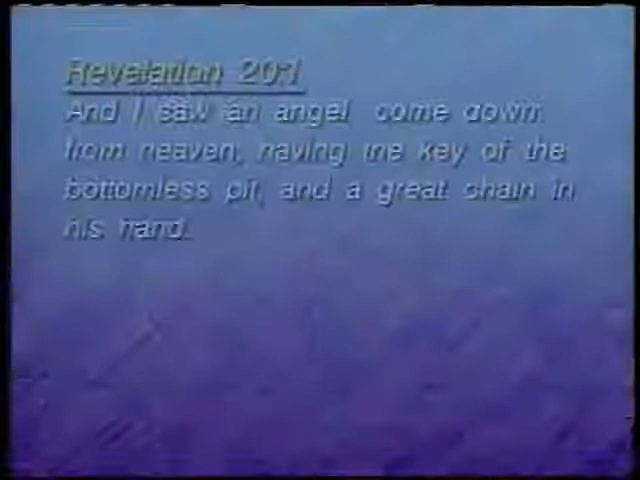 Revelation 20:1
And I saw an angel come down
from heaven, having the key of the
bottomless pit, and a great chain in
his hand.